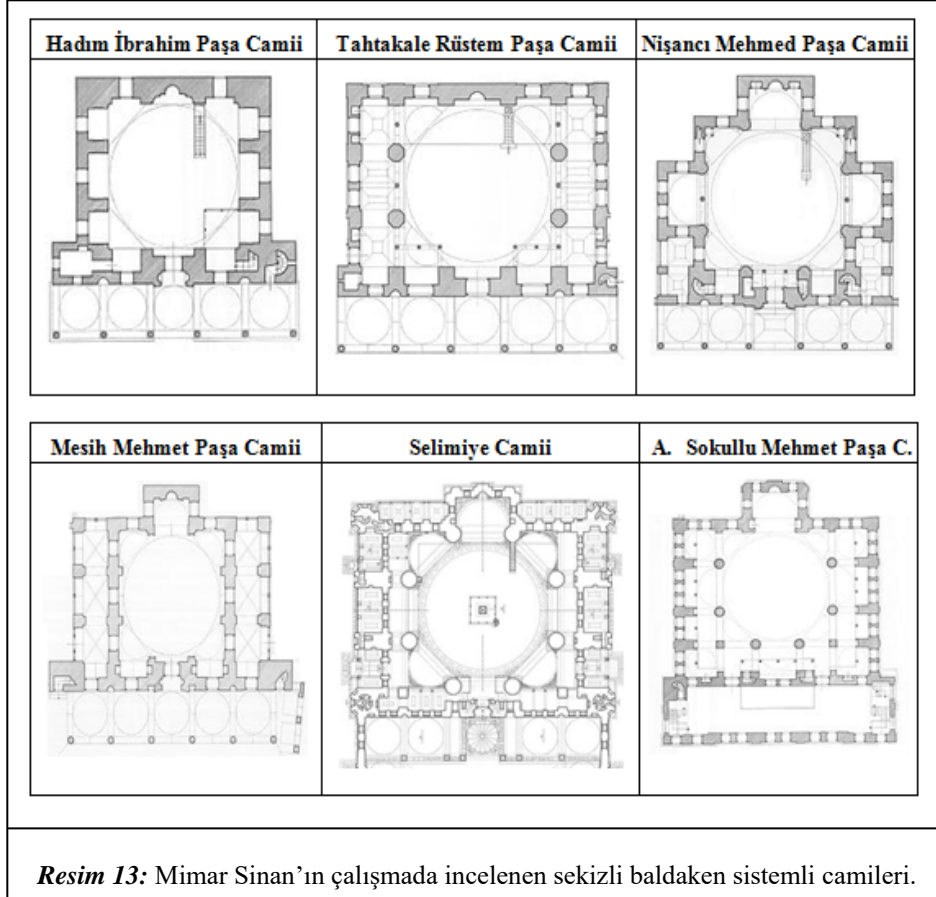 Hadım İbrahim Paşa Camii
Tahtakale Rüstem Paşa Camii
Nişancı Mehmed Paşa Camii
Mesih Mehmet Paşa Camii
Selimiye Camii
A. Sokullu Mehmet Paşa C.
Resim 13: Mimar Sinan’ın çalışmada incelenen sekizli baldaken sistemli camileri.